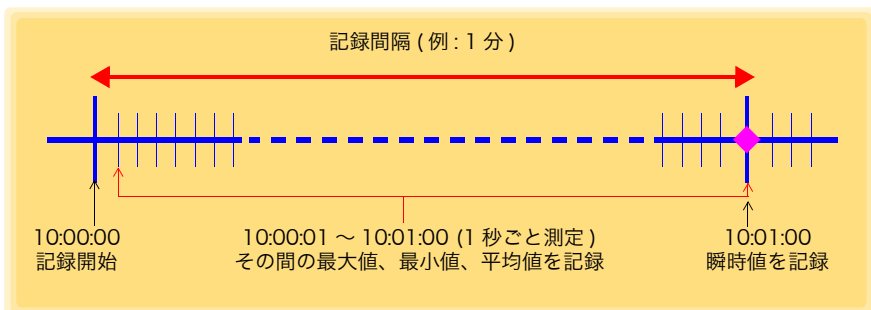 記録間隔 ( 例 : 1 分 )
10:00:00
記録開始
10:00:01 ～ 10:01:00 (1 秒ごと測定 )
その間の最大値、最小値、平均値を記録
10:01:00
瞬時値を記録